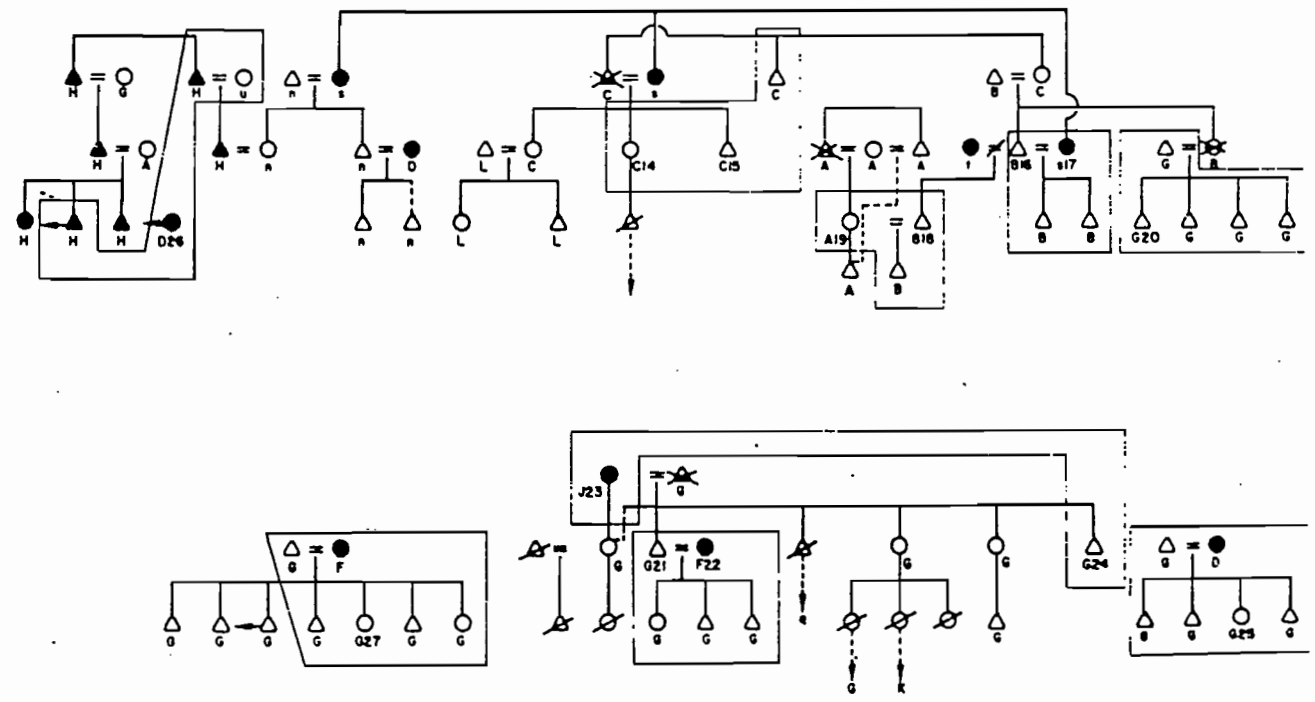 H G H u n s C s C B C
H A H n n D L C C14 C15 A A A t B16 s17 G B
H H H D26 n n L L A19 B18 B B G20 G G G
A B
J23 g
G F G G21 F22 G G G24 g D
G G G G G27 G G g G G G g g G25 g
G K